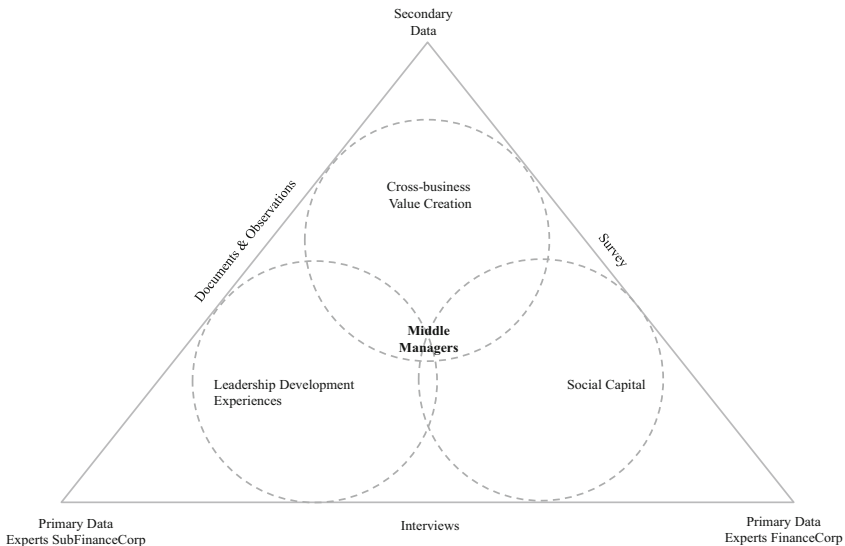 Secondary
Data
Cross-business
Value Creation
Documents & Observations
Survey
Middle
Managers
Leadership Development
Experiences
Social Capital
Primary Data
Experts SubFinanceCorp
Interviews
Primary Data
Experts FinanceCorp